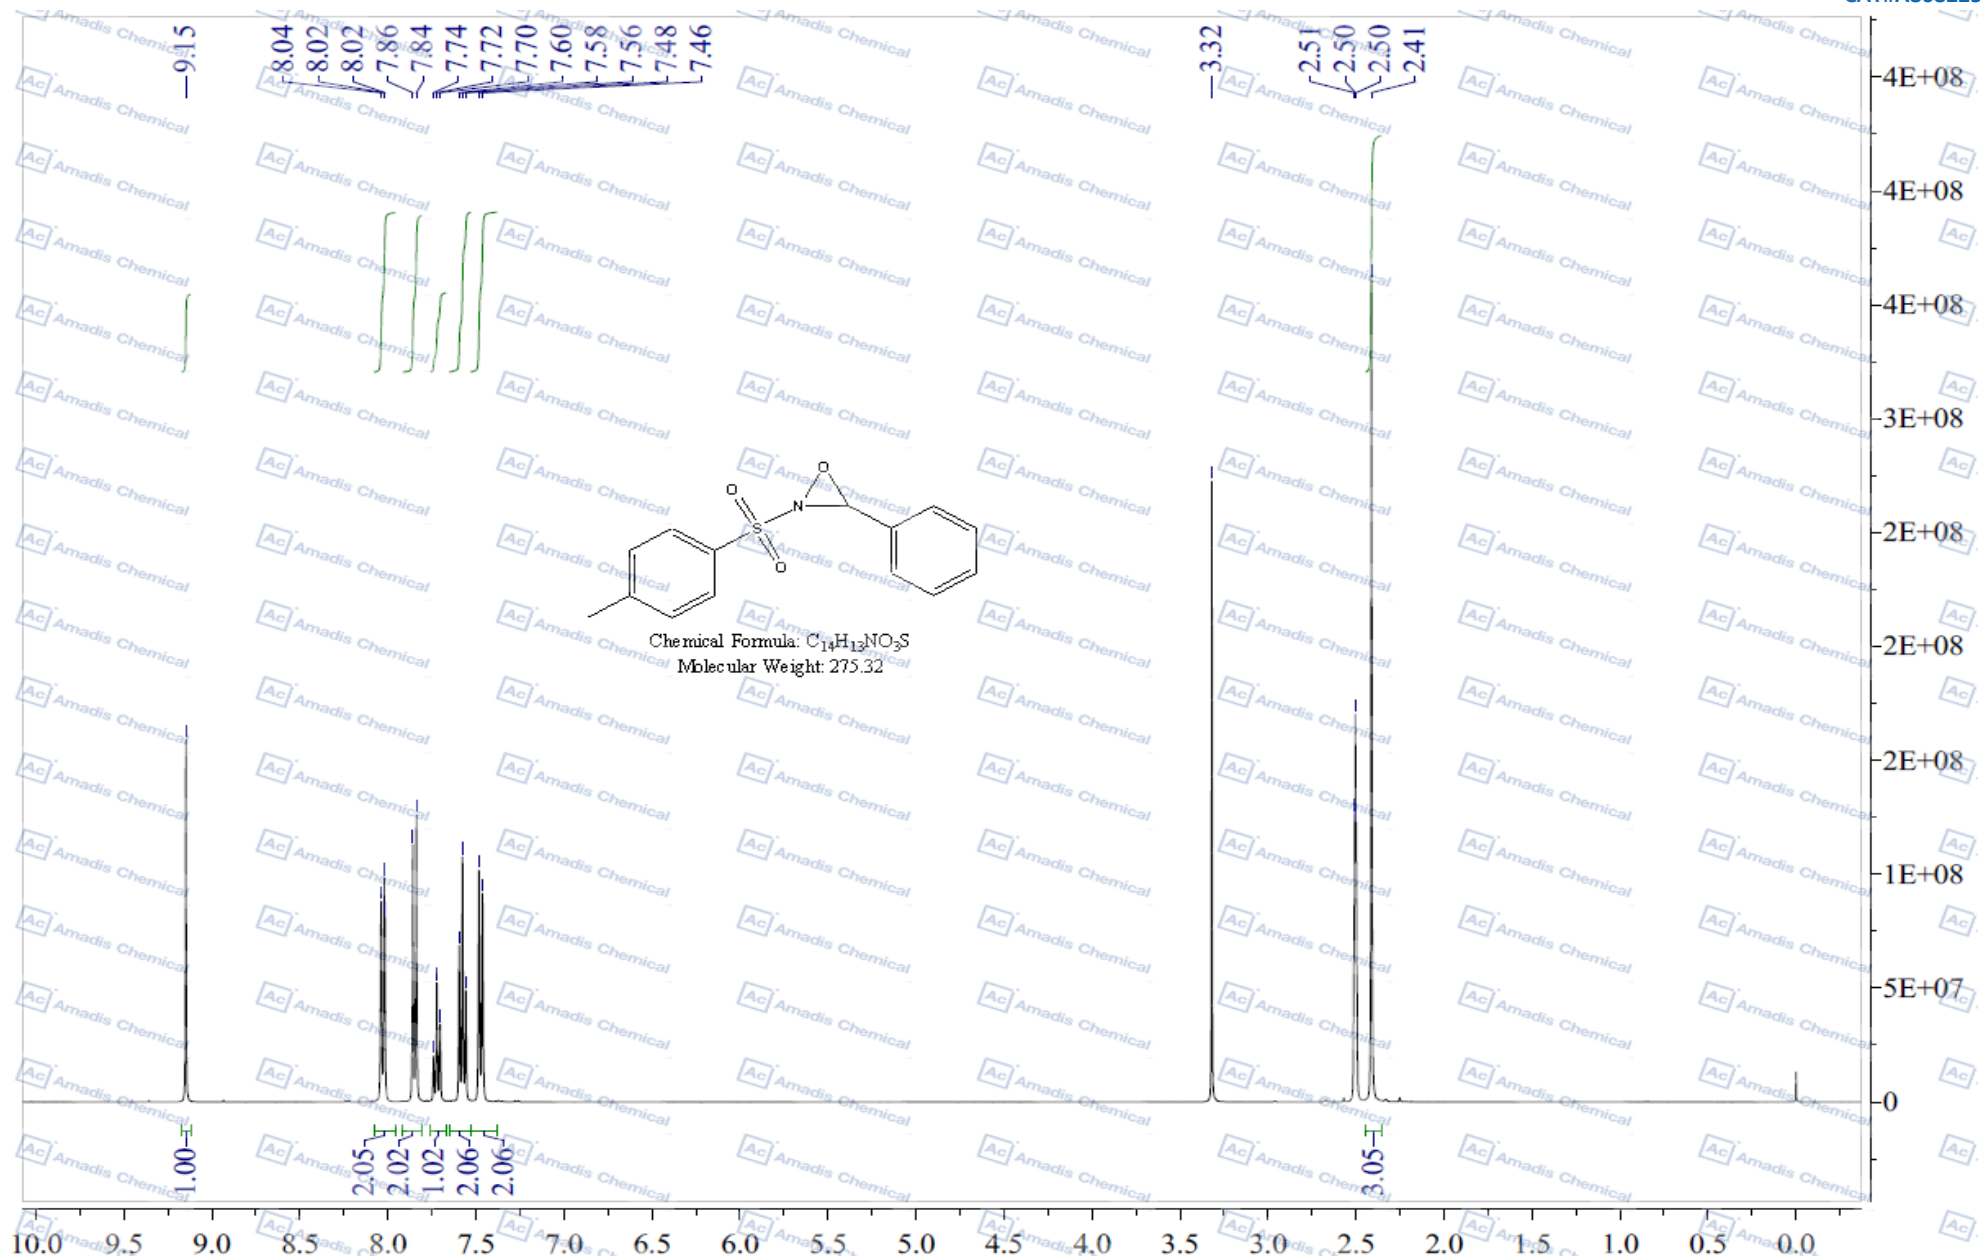 9.15
8.04
8.02
8.02
7.86
7.84
7.74
7.72
7.70
7.60
7.58
7.56
7.48
7.46
3.32
2.51
2.50
2.50
2.41
4E+08
4E+08
4E+08
3E+08
2E+08
2E+08
2E+08
1E+08
5E+07
0
O
O
N
S
O
Chemical Formula: C₁₄H₁₃NO₃S
Molecular Weight: 275.32
1.00
2.05
2.02
1.02
2.06
2.06
3.05
10.0 9.5 9.0 8.5 8.0 7.5 7.0 6.5 6.0 5.5 5.0 4.5 4.0 3.5 3.0 2.5 2.0 1.5 1.0 0.5 0.0
Ac Amadis Chemical